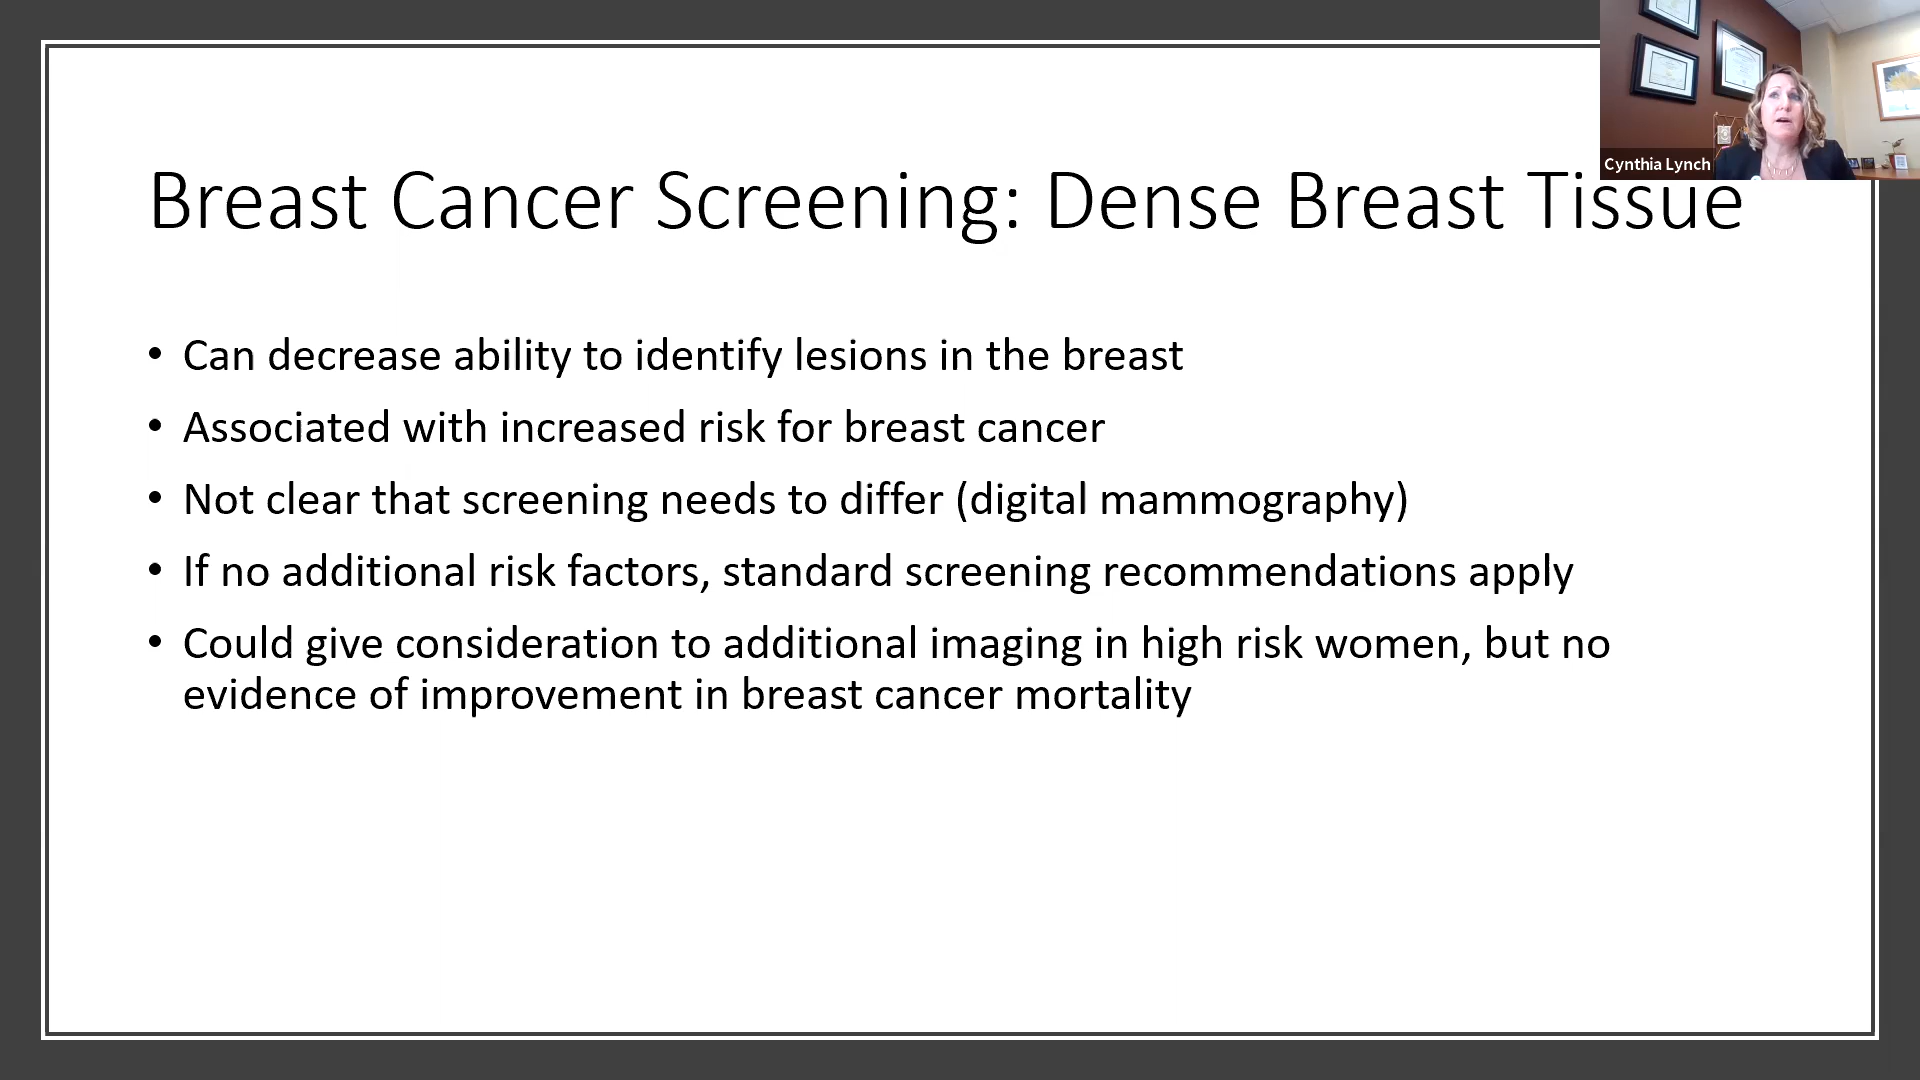 Cynthia Lynch
Breast Cancer Screening: Dense Breast Tissue
• Can decrease ability to identify lesions in the breast
• Associated with increased risk for breast cancer
• Not clear that screening needs to differ (digital mammography)
• If no additional risk factors, standard screening recommendations apply
• Could give consideration to additional imaging in high risk women, but no
evidence of improvement in breast cancer mortality